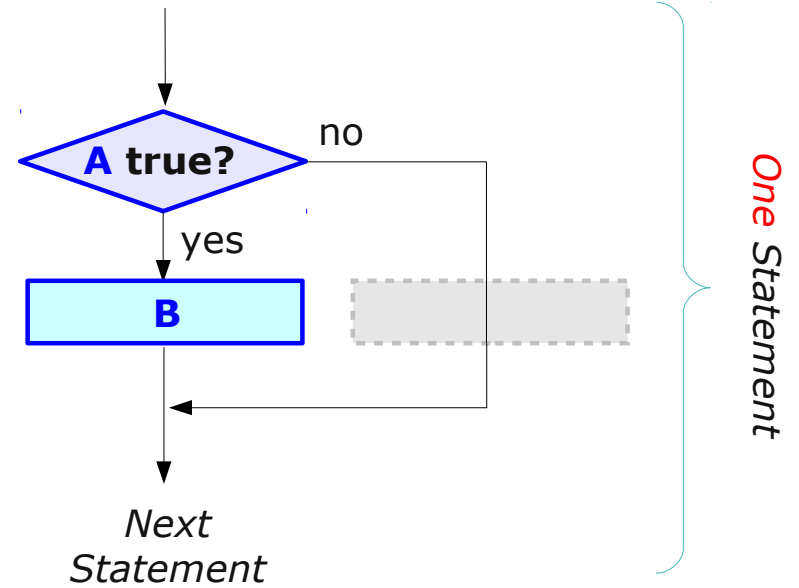 A true?
no
yes
B
Next
Statement
One Statement